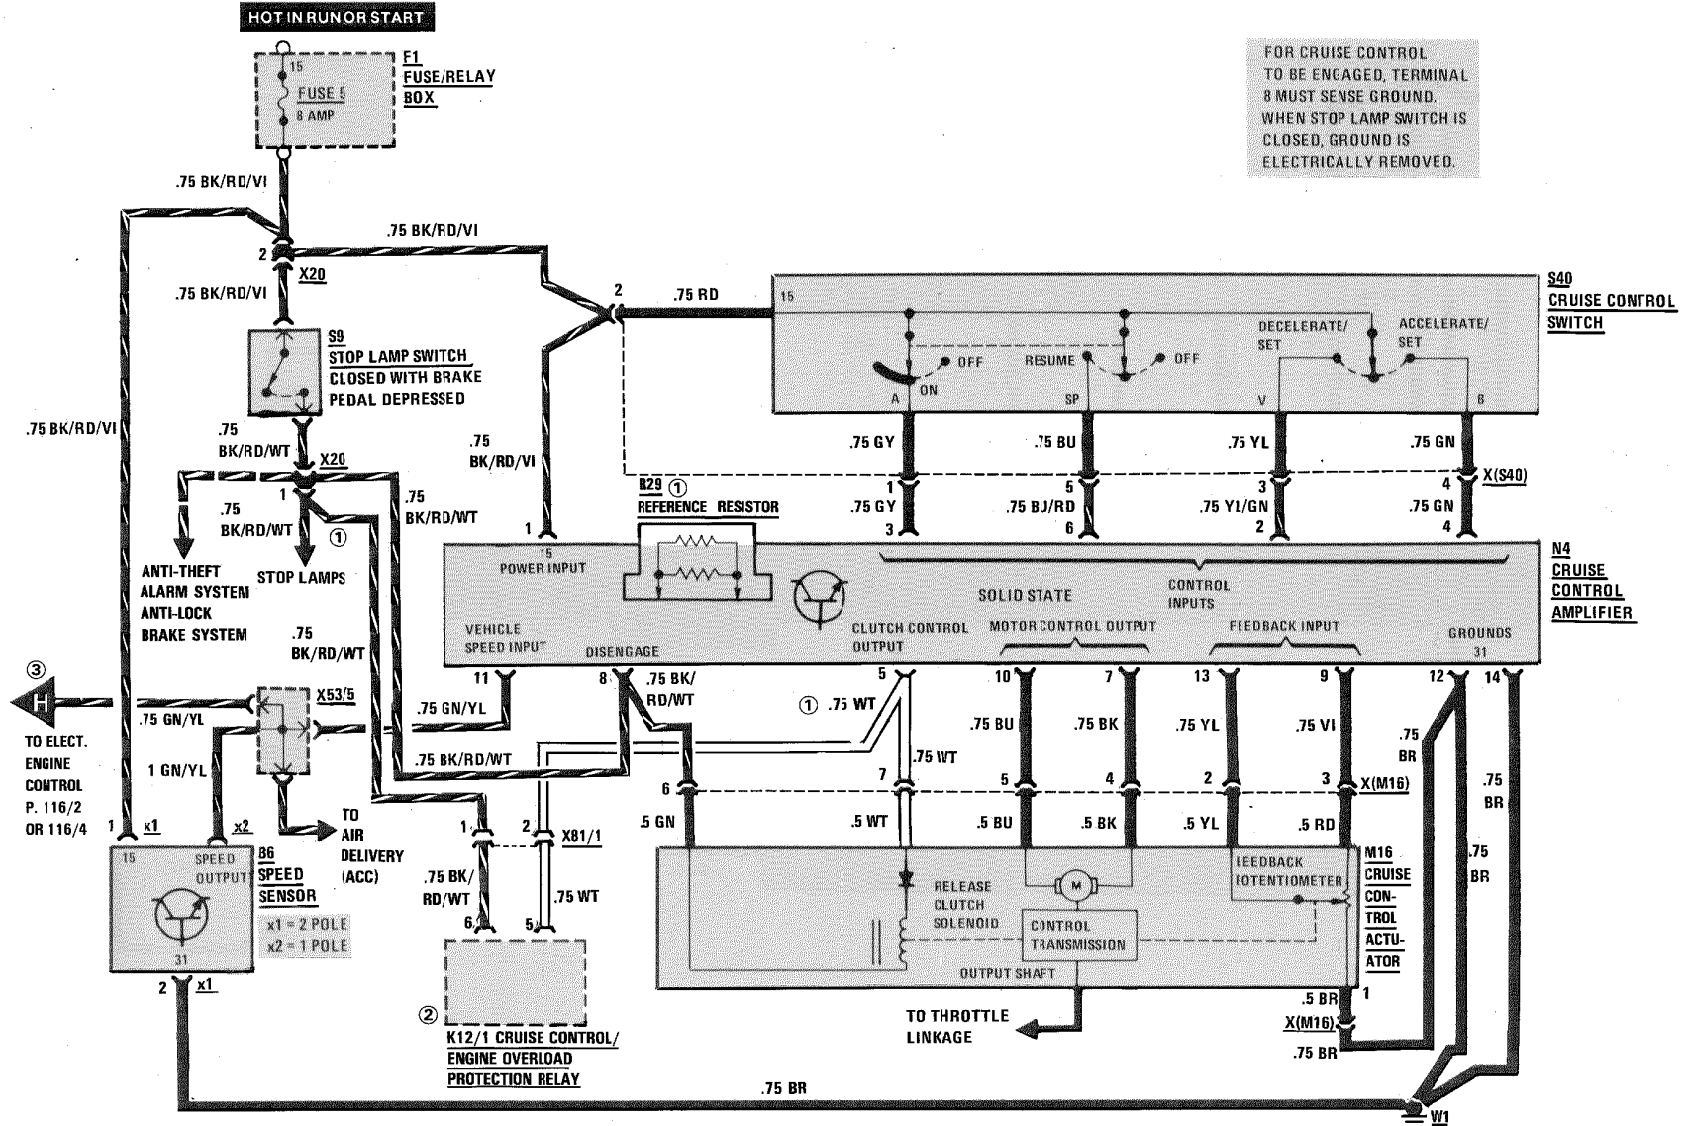 HOT IN RUN OR START
15
FUSE 5
8 AMP
F1
FUSE/RELAY
BOX
FOR CRUISE CONTROL
TO BE ENGAGED, TERMINAL
8 MUST SENSE GROUND.
WHEN STOP LAMP SWITCH IS
CLOSED, GROUND IS
ELECTRICALLY REMOVED.
.75 BK/RD/VI
.75 BK/RD/VI
2
X20
.75 BK/RD/VI
2
.75 RD
15
S40
CRUISE CONTROL
SWITCH
DECELERATE/
SET
ACCELERATE/
SET
OFF
ON
RESUME
OFF
A
SP
V
B
S9
STOP LAMP SWITCH
CLOSED WITH BRAKE
PEDAL DEPRESSED
.75 BK/RD/VI
.75
BK/RD/WT
X20
1
.75
BK/RD/WT
1
.75
BK/RD/WT
.75
BK/RD/VI
.75 GY
.75 BU
.75 YL
.75 GN
1
5
3
4
X(S40)
.75 GY
.75 BU/RD
.75 YL/GN
.75 GN
1
3
6
2
4
R29 1
REFERENCE RESISTOR
ANTI-THEFT
ALARM SYSTEM
ANTI-LOCK
BRAKE SYSTEM
STOP LAMPS
.75
BK/RD/WT
15
POWER INPUT
SOLID STATE
CONTROL
INPUTS
N4
CRUISE
CONTROL
AMPLIFIER
VEHICLE
SPEED INPUT
DISENGAGE
CLUTCH CONTROL
OUTPUT
MOTOR CONTROL OUTPUT
FEEDBACK INPUT
GROUNDS
31
11
8
5
10
7
13
9
12
14
3
H
TO ELECT.
ENGINE
CONTROL
P. 116/2
OR 116/4
.75 GN/YL
X53/5
1 GN/YL
.75 GN/YL
.75 BK/
RD/WT
.75 BK/RD/WT
1 .75 WT
.75 WT
.75 BU
.75 BK
.75 YL
.75 VI
.75
BR
.75
BR
6
7
5
4
2
3
X(M16)
.5 GN
.5 WT
.5 BU
.5 BK
.5 YL
.5 RD
.75
BR
TO
AIR
DELIVERY
(ACC)
1
x1
x2
1
2
X81/1
.75 BK/
RD/WT
.75 WT
6
5
15
SPEED
OUTPUT
31
B6
SPEED
SENSOR
x1 = 2 POLE
x2 = 1 POLE
2
x1
2
K12/1 CRUISE CONTROL/
ENGINE OVERLOAD
PROTECTION RELAY
RELEASE
CLUTCH
SOLENOID
M
CONTROL
TRANSMISSION
OUTPUT SHAFT
FEEDBACK
POTENTIOMETER
M16
CRUISE
CON-
TROL
ACTU-
ATOR
TO THROTTLE
LINKAGE
.5 BR
1
X(M16)
.75 BR
.75 BR
W1